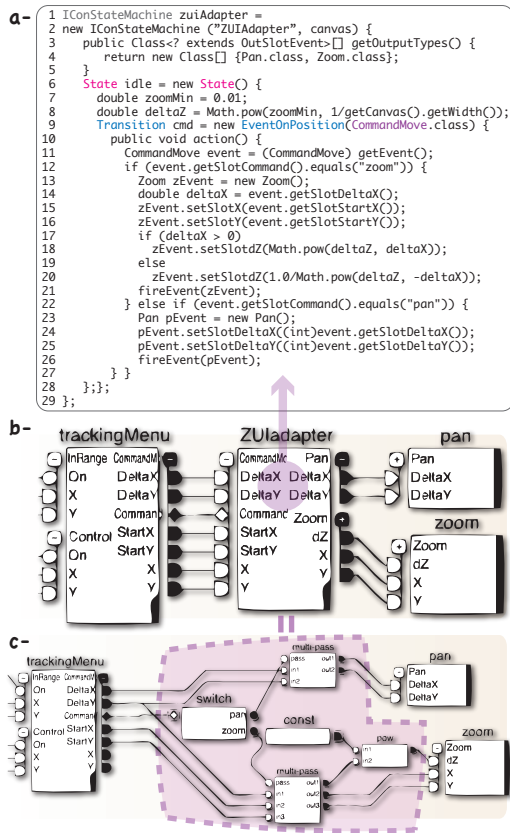 a-
1 IConStateMachine zuiAdapter =
2 new IConStateMachine ("ZUIAdapter", canvas) {
3 public Class<? extends OutSlotEvent>[] getOutputTypes() {
4 return new Class[] {Pan.class, Zoom.class};
5 }
6 State idle = new State() {
7 double zoomMin = 0.01;
8 double deltaZ = Math.pow(zoomMin, 1/getCanvas().getWidth());
9 Transition cmd = new EventOnPosition(CommandMove.class) {
10 public void action() {
11 CommandMove event = (CommandMove) getEvent();
12 if (event.getSlotCommand().equals("zoom")) {
13 Zoom zEvent = new Zoom();
14 double deltaX = event.getSlotDeltaX();
15 zEvent.setSlotX(event.getSlotStartX());
16 zEvent.setSlotY(event.getSlotStartY());
17 if (deltaX > 0)
18 zEvent.setSlotdZ(Math.pow(deltaZ, deltaX));
19 else
20 zEvent.setSlotdZ(1.0/Math.pow(deltaZ, -deltaX));
21 fireEvent(zEvent);
22 } else if (event.getSlotCommand().equals("pan")) {
23 Pan pEvent = new Pan();
24 pEvent.setSlotDeltaX((int)event.getSlotDeltaX());
25 pEvent.setSlotDeltaY((int)event.getSlotDeltaY());
26 fireEvent(pEvent);
27 } }
28 };};
29 };
b-
trackingMenu
InRange CommandM
On DeltaX
X DeltaY
Y Command
Control StartX
On StartY
X X
Y Y
ZUIadapter
CommandMc Pan
DeltaX DeltaX
DeltaY DeltaY
Command
StartX Zoom
StartY dZ
X X
Y Y
pan
Pan
DeltaX
DeltaY
zoom
Zoom
dZ
X
Y
c-
trackingMenu
InRange CommandM
On DeltaX
X DeltaY
Y Command
Control StartX
On StartY
X X
Y Y
switch
pan
zoom
multi-pass
pass out1
in1 out2
in2
const
pow
in1
in2
multi-pass
pass out1
in1 out2
in2 out3
in3
pan
Pan
DeltaX
DeltaY
zoom
Zoom
dZ
X
Y